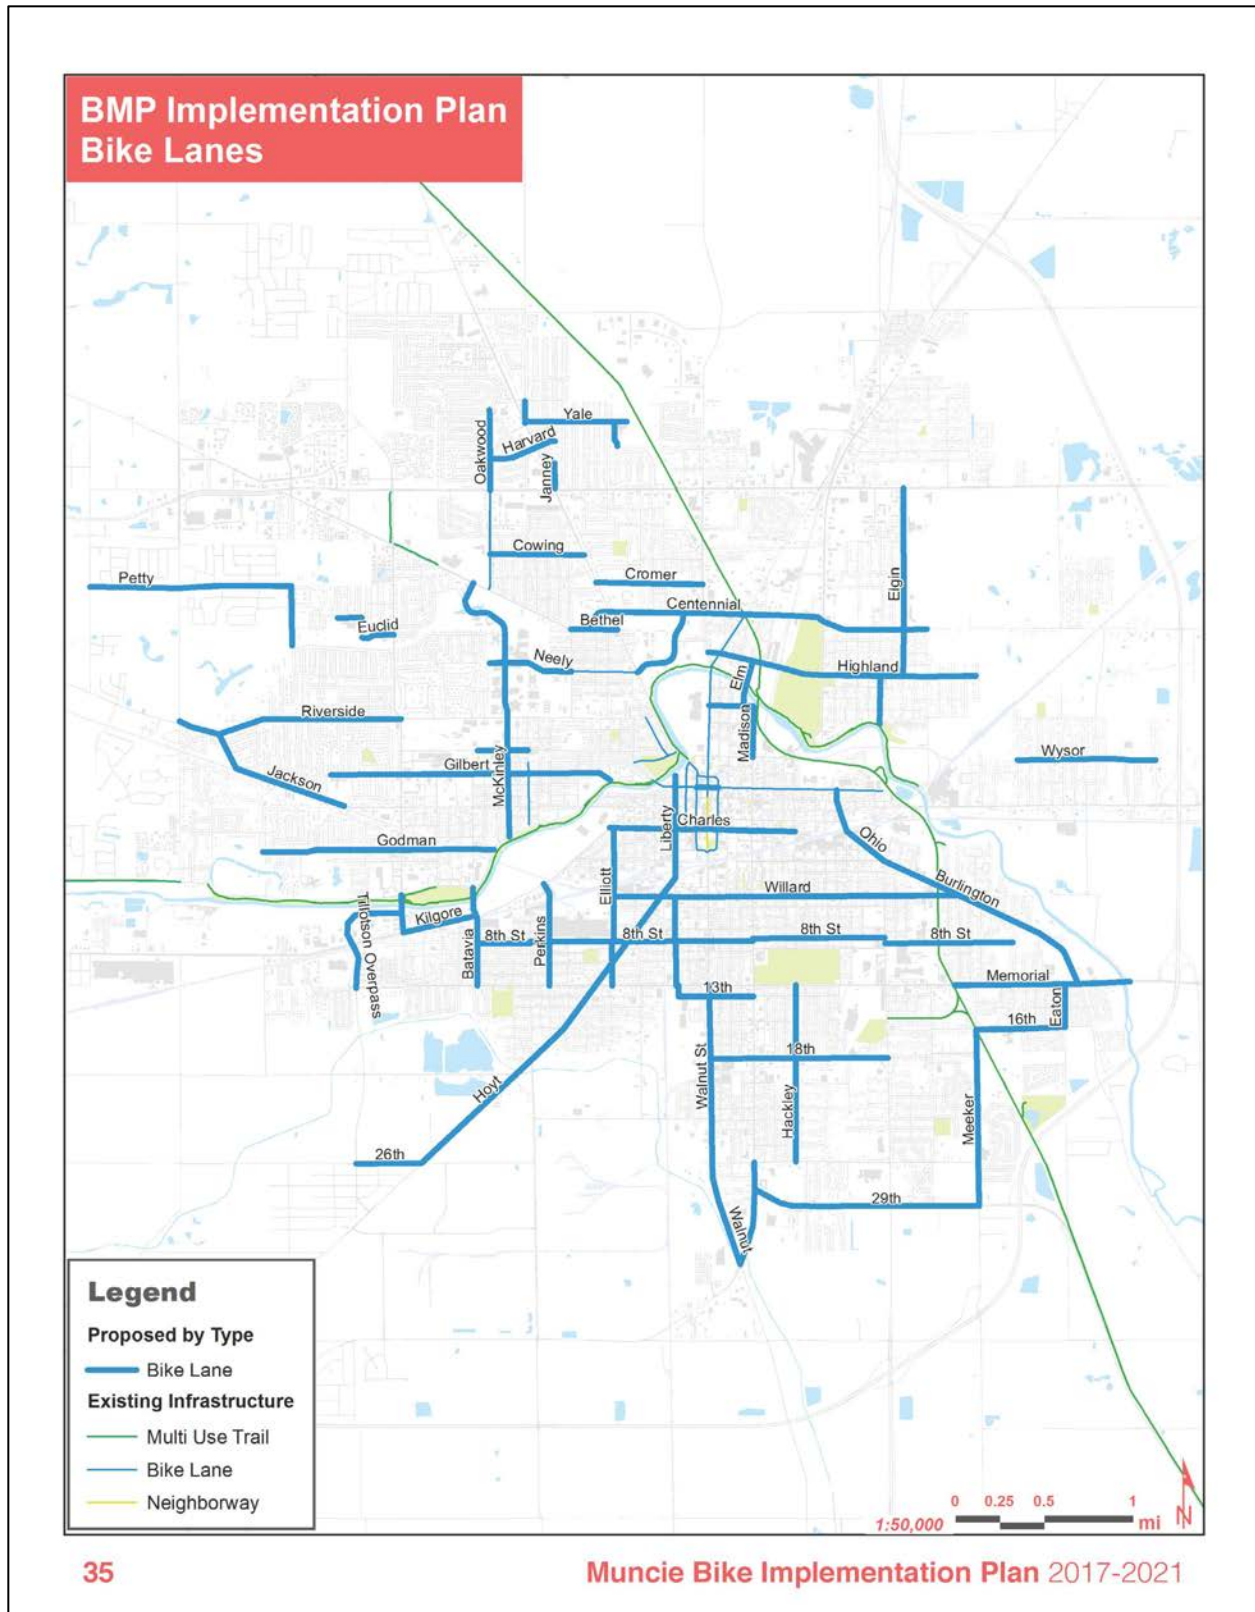 BMP Implementation Plan
Bike Lanes
Yale
Oakwood
Harvard
Janney
Cowing
Cromer
Petty
Elgin
Centennial
Bethel
Euclid
Neely
Elm
Highland
Riverside
Madison
Wysor
Gilbert
McKinley
Jackson
Liberty
Charles
Ohio
Godman
Elliott
Willard
Burlington
Tillotson Overpass
Kilgore
Batavia
8th St
Perkins
8th St
8th St
8th St
Memorial
13th
Eaton
16th
Walnut St
18th
Hoyt
Hackley
Meeker
26th
29th
Walnut
Legend
Proposed by Type
Bike Lane
Existing Infrastructure
Multi Use Trail
Bike Lane
Neighborway
0 0.25 0.5 1
1:50,000 mi N
35 Muncie Bike Implementation Plan 2017-2021